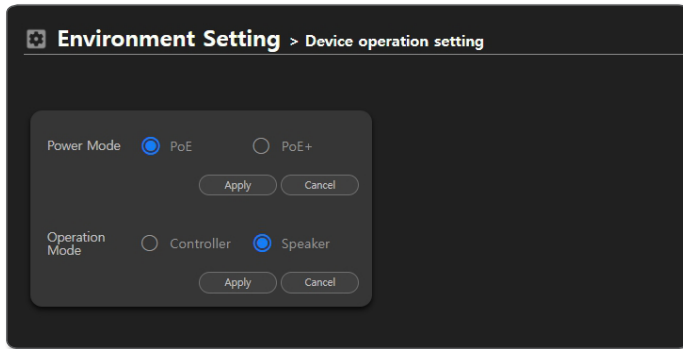 Environment Setting > Device operation setting
Power Mode PoE PoE+
Apply Cancel
Operation
Mode Controller Speaker
Apply Cancel